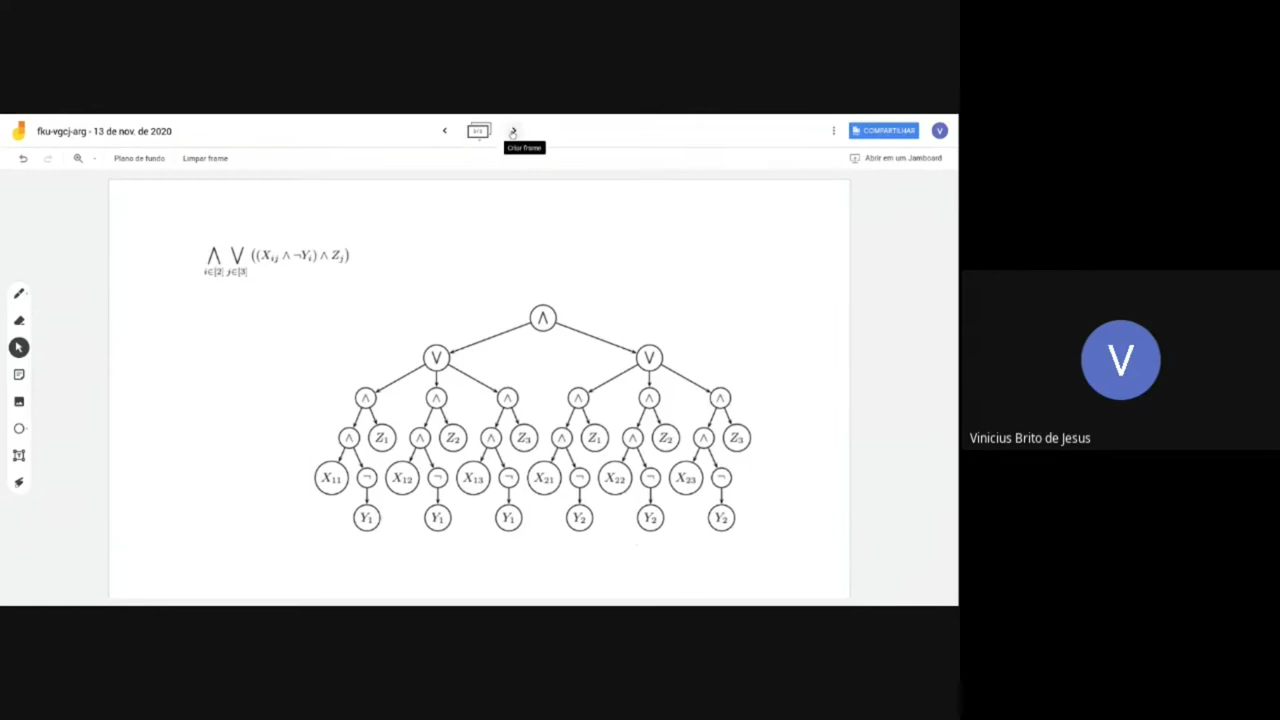 fku-vgcj-arg - 13 de nov. de 2020
COMPARTILHAR
V
Criar frame
Plano de fundo
Limpar frame
Abrir em um Jamboard
⋀ ⋁ ((X_ij ∧ ¬Y_i) ∧ Z_j)
i∈[2] j∈[3]
∧
∨ ∨
∧ ∧ ∧ ∧ ∧ ∧
∧ Z₁ ∧ Z₂ ∧ Z₃ ∧ Z₁ ∧ Z₂ ∧ Z₃
X₁₁ ¬ X₁₂ ¬ X₁₃ ¬ X₂₁ ¬ X₂₂ ¬ X₂₃ ¬
Y₁ Y₁ Y₁ Y₂ Y₂ Y₂
V
Vinicius Brito de Jesus